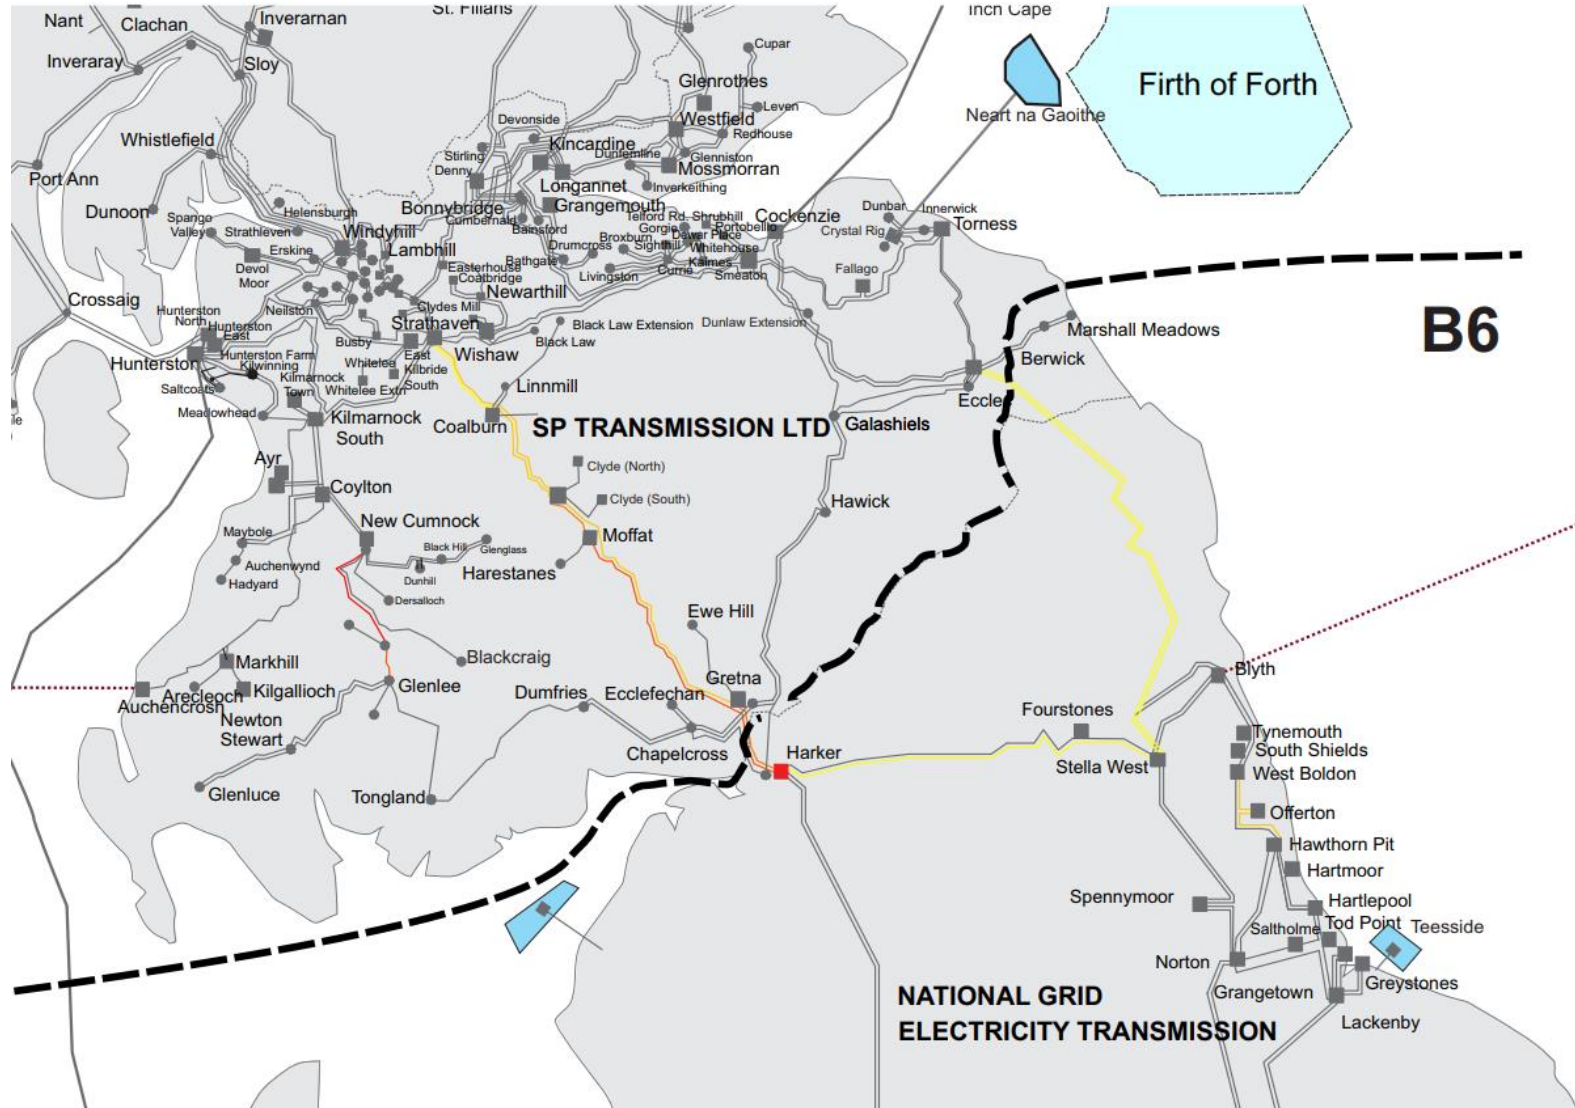 Nant
Clachan
Inverarnan
St. Fillans
Inch Cape
Inveraray
Sloy
Cupar
Glenrothes
Firth of Forth
Leven
Neart na Gaoithe
Whistlefield
Devonside
Westfield
Redhouse
Kincardine
Stirling
Dunfermline
Glenniston
Port Ann
Denny
Mossmorran
Longannet
Inverkeithing
Dunoon
Helensburgh
Bonnybridge
Grangemouth
Spango
Valley
Cumbernald
Telford Rd.
Shrubhill
Cockenzie
Dunbar
Innerwick
Strathleven
Windyhill
Bainsford
Gorgie
Portobello
Crystal Rig
Torness
Erskine
Lambhill
Drumcross
Broxburn
Sighthill
Dewar Place
Whitehouse
Devol
Moor
Easterhouse
Bathgate
Kaimes
Fallago
Coatbridge
Livingston
Currie
Smeaton
Crossaig
Newarthill
Hunterston
North
Neilston
Clydes Mill
Hunterston
East
Strathaven
Black Law Extension
Dunlaw Extension
Marshall Meadows
B6
Busby
Wishaw
Black Law
Hunterston
Hunterston Farm
East
Kilbride
South
Berwick
Kilwinning
Whitelee
Saltcoats
Kilmarnock
Town
Whitelee Extn
Linnmill
Eccle
Meadowhead
Kilmarnock
South
Coalburn
SP TRANSMISSION LTD
Galashiels
Ayr
Clyde (North)
Coylton
Clyde (South)
Hawick
New Cumnock
Maybole
Moffat
Black Hill
Glenglass
Auchenwynd
Harestanes
Hadyard
Dunhill
Dersalloch
Ewe Hill
Markhill
Blackcraig
Blyth
Arecleoch
Kilgallioch
Glenlee
Dumfries
Ecclefechan
Gretna
Auchencrosh
Newton
Stewart
Fourstones
Tynemouth
Chapelcross
Harker
South Shields
Stella West
West Boldon
Glenluce
Tongland
Offerton
Hawthorn Pit
Hartmoor
Spennymoor
Hartlepool
Saltholme
Tod Point
Teesside
Norton
Greystones
Grangetown
NATIONAL GRID
ELECTRICITY TRANSMISSION
Lackenby